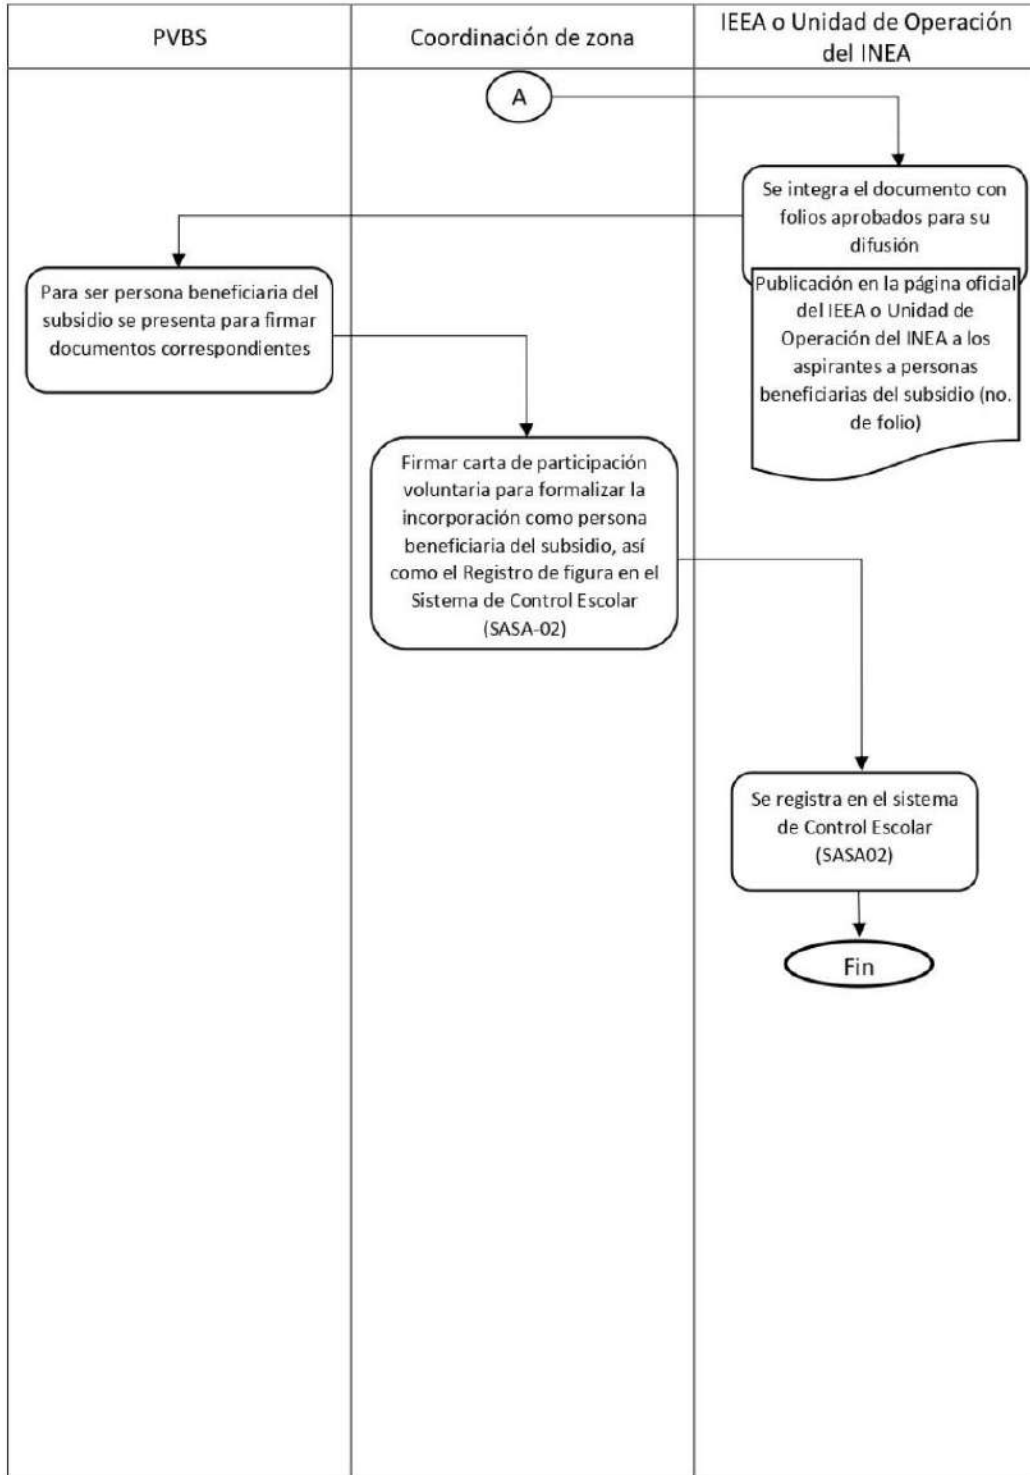 PVBS
Coordinación de zona
IEEA o Unidad de Operación
del INEA
A
Se integra el documento con
folios aprobados para su
difusión
Publicación en la página oficial
del IEEA o Unidad de
Operación del INEA a los
aspirantes a personas
beneficiarias del subsidio (no.
de folio)
Para ser persona beneficiaria del
subsidio se presenta para firmar
documentos correspondientes
Firmar carta de participación
voluntaria para formalizar la
incorporación como persona
beneficiaria del subsidio, así
como el Registro de figura en el
Sistema de Control Escolar
(SASA-02)
Se registra en el sistema
de Control Escolar
(SASA02)
Fin